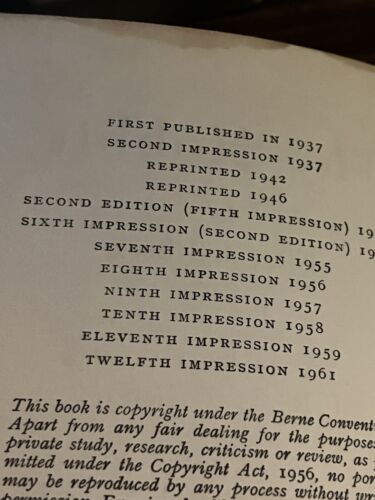 FIRST PUBLISHED IN 1937
SECOND IMPRESSION 1937
REPRINTED 1942
REPRINTED 1946
SECOND EDITION (FIFTH IMPRESSION)
SIXTH IMPRESSION (SECOND EDITION)
SEVENTH IMPRESSION 1955
EIGHTH IMPRESSION 1956
NINTH IMPRESSION 1957
TENTH IMPRESSION 1958
ELEVENTH IMPRESSION 1959
TWELFTH IMPRESSION 1961
This book is copyright under the Berne
Apart from any fair dealing for the
private study, research, criticism or review, as
mitted under the Copyright Act, 1956, no
may be reproduced by any process without